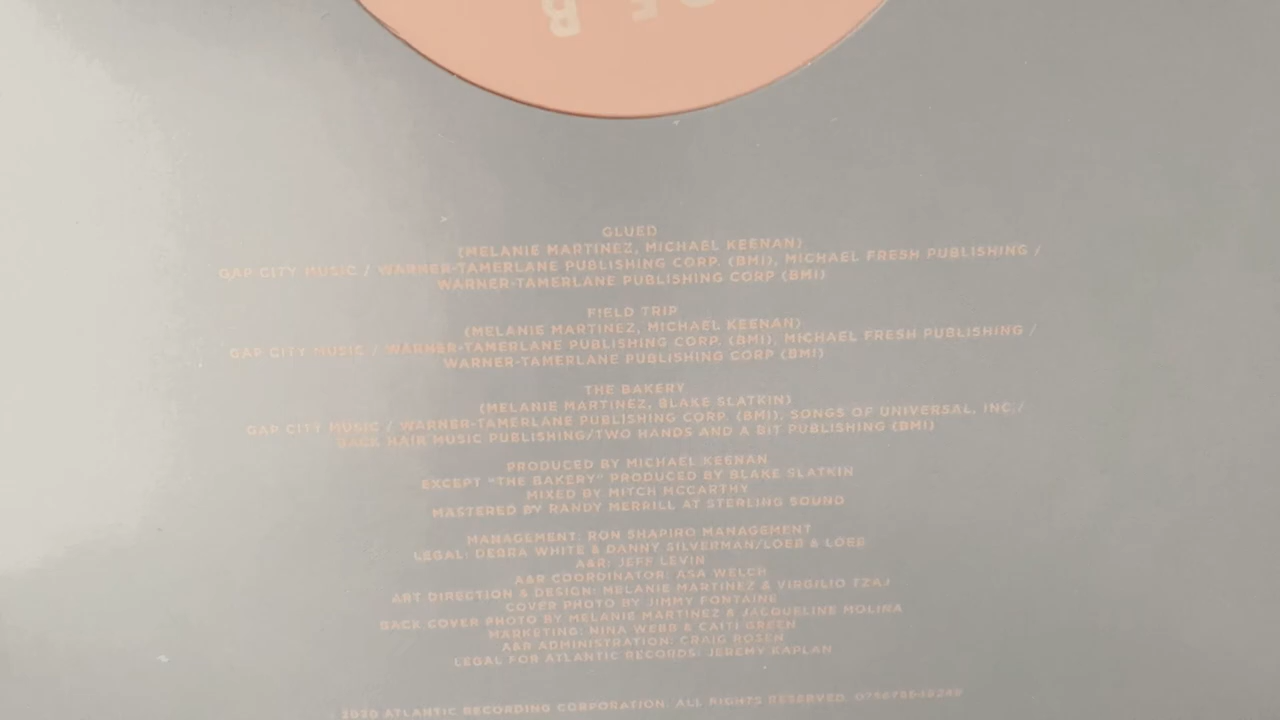 GLUED
(MELANIE MARTINEZ, MICHAEL KEENAN)
GAP CITY MUSIC / WARNER-TAMERLANE PUBLISHING CORP. (BMI), MICHAEL FRESH PUBLISHING /
WARNER-TAMERLANE PUBLISHING CORP (BMI)
FIELD TRIP
(MELANIE MARTINEZ, MICHAEL KEENAN)
GAP CITY MUSIC / WARNER-TAMERLANE PUBLISHING CORP. (BMI), MICHAEL FRESH PUBLISHING /
WARNER-TAMERLANE PUBLISHING CORP (BMI)
THE BAKERY
(MELANIE MARTINEZ, BLAKE SLATKIN)
GAP CITY MUSIC / WARNER-TAMERLANE PUBLISHING CORP. (BMI), SONGS OF UNIVERSAL, INC./
BACK HAIR MUSIC PUBLISHING/TWO HANDS AND A BIT PUBLISHING (BMI)
PRODUCED BY MICHAEL KEENAN
EXCEPT "THE BAKERY" PRODUCED BY BLAKE SLATKIN
MIXED BY MITCH MCCARTHY
MASTERED BY RANDY MERRILL AT STERLING SOUND
MANAGEMENT: RON SHAPIRO MANAGEMENT
LEGAL: DEBRA WHITE & DANNY SILVERMAN/LOEB & LOEB
A&R: JEFF LEVIN
A&R COORDINATOR: ASA WELCH
ART DIRECTION & DESIGN: MELANIE MARTINEZ & VIRGILIO TZAJ
COVER PHOTO BY JIMMY FONTAINE
BACK COVER PHOTO BY MELANIE MARTINEZ & JACQUELINE MOLINA
MARKETING: NINA WEBB & CAITI GREEN
A&R ADMINISTRATION: CRAIG ROSEN
LEGAL FOR ATLANTIC RECORDS: JEREMY KAPLAN
2020 ATLANTIC RECORDING CORPORATION. ALL RIGHTS RESERVED.